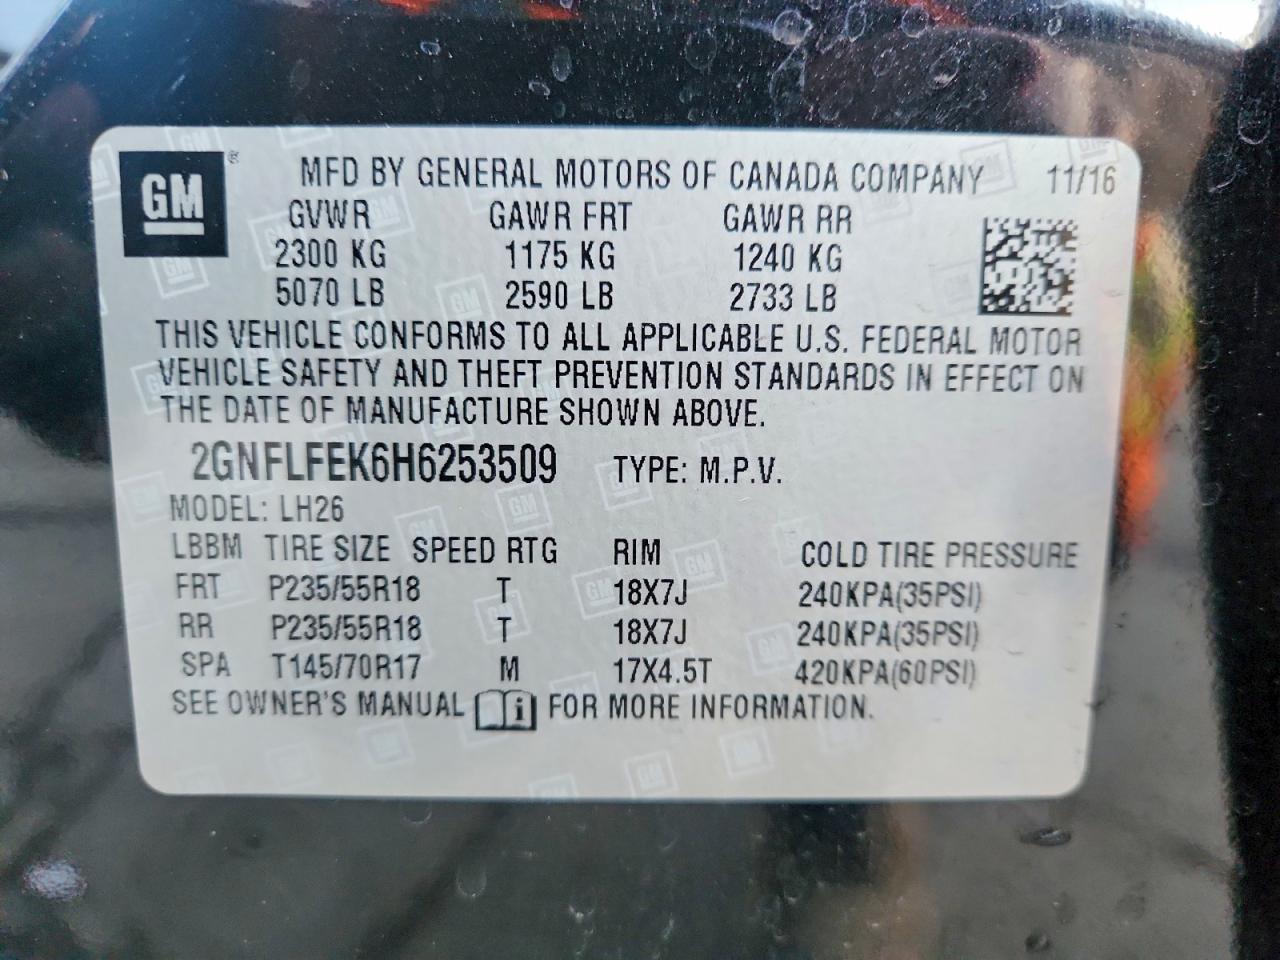 GM ® MFD BY GENERAL MOTORS OF CANADA COMPANY 11/16
GVWR GAWR FRT GAWR RR
2300 KG 1175 KG 1240 KG
5070 LB 2590 LB 2733 LB
THIS VEHICLE CONFORMS TO ALL APPLICABLE U.S. FEDERAL MOTOR
VEHICLE SAFETY AND THEFT PREVENTION STANDARDS IN EFFECT ON
THE DATE OF MANUFACTURE SHOWN ABOVE.
2GNFLFEK6H6253509 TYPE: M.P.V.
MODEL: LH26
LBBM TIRE SIZE SPEED RTG RIM COLD TIRE PRESSURE
FRT P235/55R18 T 18X7J 240KPA(35PSI)
RR P235/55R18 T 18X7J 240KPA(35PSI)
SPA T145/70R17 M 17X4.5T 420KPA(60PSI)
SEE OWNER'S MANUAL i FOR MORE INFORMATION.